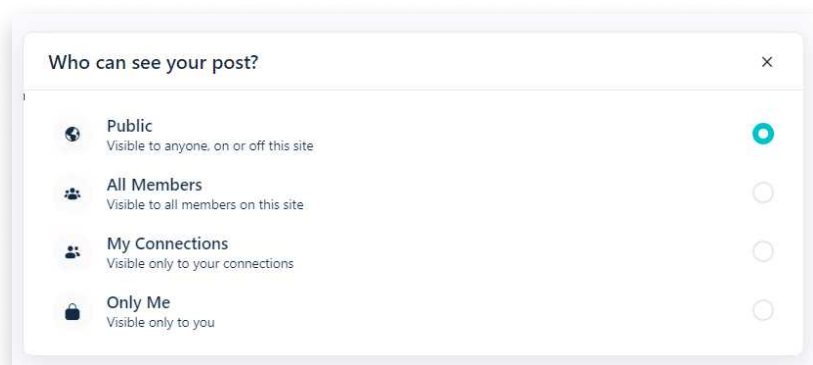 Who can see your post?
Public
Visible to anyone, on or off this site
All Members
Visible to all members on this site
My Connections
Visible only to your connections
Only Me
Visible only to you